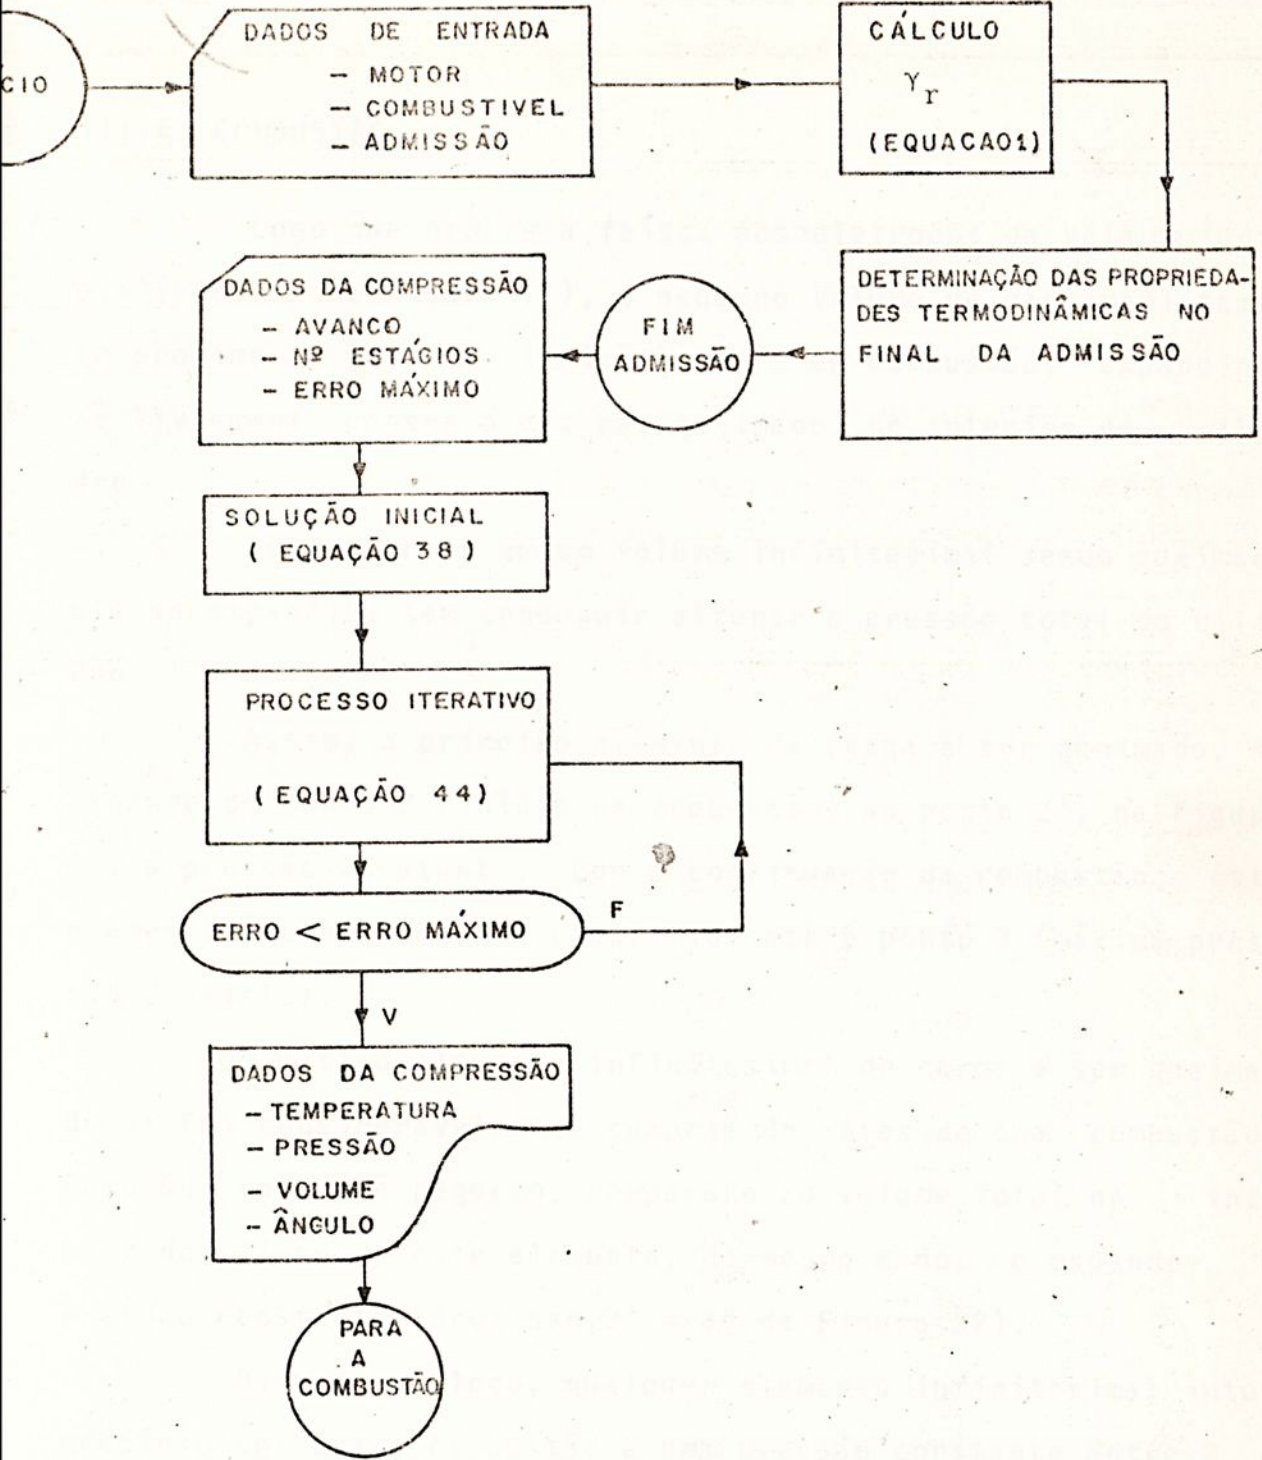 CIO
DADOS DE ENTRADA
– MOTOR
– COMBUSTIVEL
– ADMISSÃO
CÁLCULO
γr
(EQUACAO1)
DETERMINAÇÃO DAS PROPRIEDA-
DES TERMODINÂMICAS NO
FINAL DA ADMISSÃO
FIM
ADMISSÃO
DADOS DA COMPRESSÃO
– AVANCO
– Nº ESTÁGIOS
– ERRO MÁXIMO
SOLUÇÃO INICIAL
( EQUAÇÃO 38 )
PROCESSO ITERATIVO
( EQUAÇÃO 44)
ERRO < ERRO MÁXIMO
F
V
DADOS DA COMPRESSÃO
– TEMPERATURA
– PRESSÃO
– VOLUME
– ÂNGULO
PARA
A
COMBUSTÃO